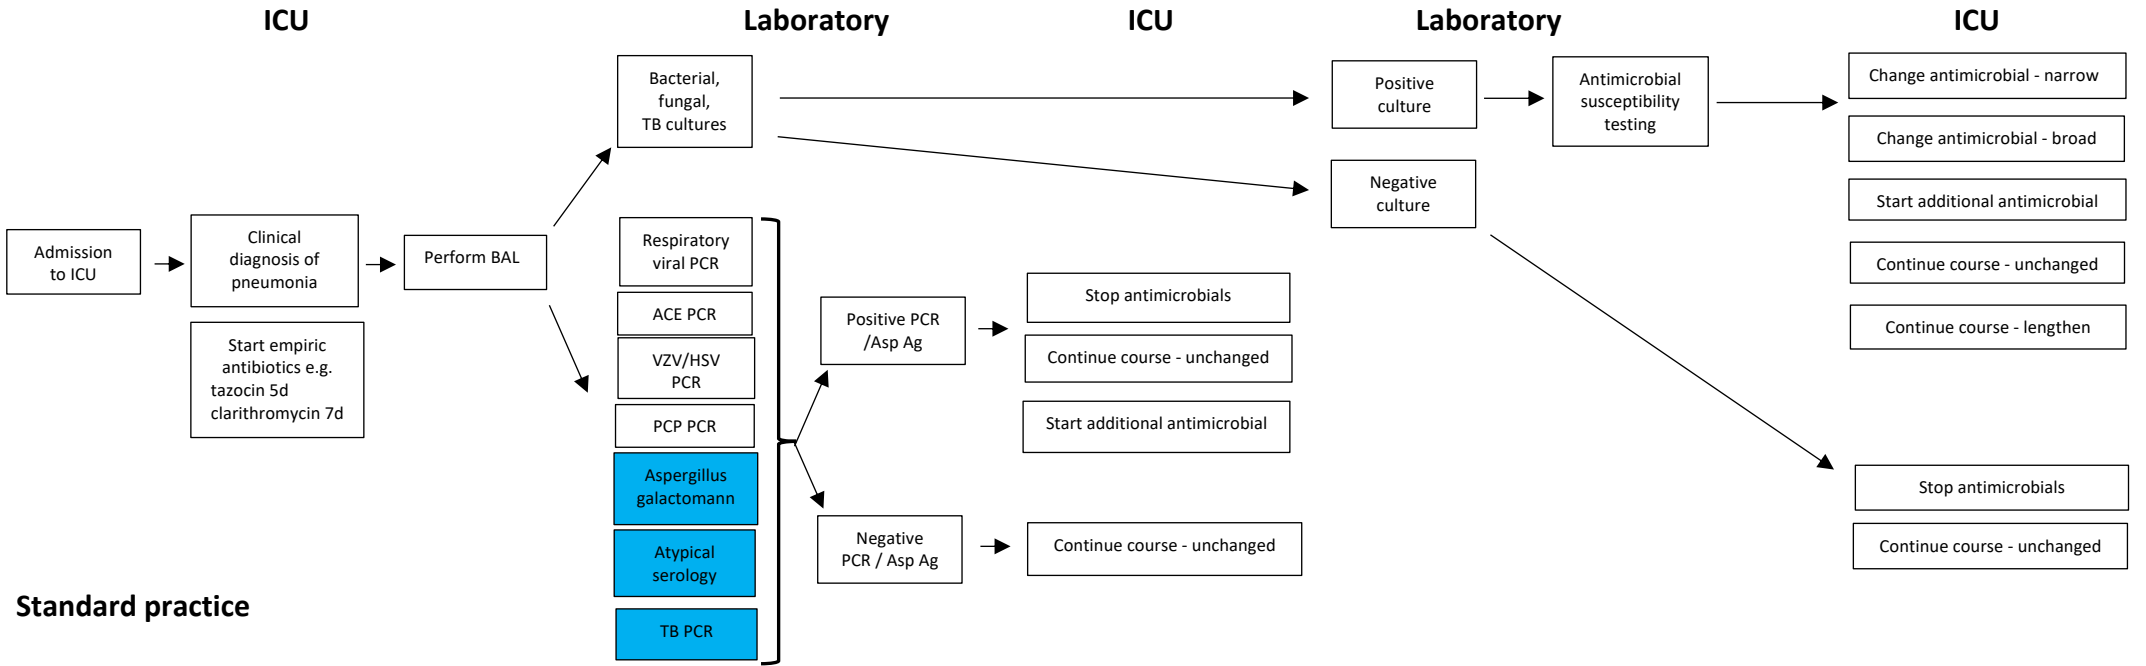 ICU
Laboratory
ICU
Laboratory
ICU
Admission
to ICU
Clinical
diagnosis of
pneumonia
Start empiric
antibiotics e.g.
tazocin 5d
clarithromycin 7d
Perform BAL
Bacterial,
fungal,
TB cultures
Respiratory
viral PCR
ACE PCR
VZV/HSV
PCR
PCP PCR
Aspergillus
galactomann
Atypical
serology
TB PCR
Positive PCR
/Asp Ag
Negative
PCR / Asp Ag
Stop antimicrobials
Continue course - unchanged
Start additional antimicrobial
Continue course - unchanged
Positive
culture
Negative
culture
Antimicrobial
susceptibility
testing
Change antimicrobial - narrow
Change antimicrobial - broad
Start additional antimicrobial
Continue course - unchanged
Continue course - lengthen
Stop antimicrobials
Continue course - unchanged
Standard practice